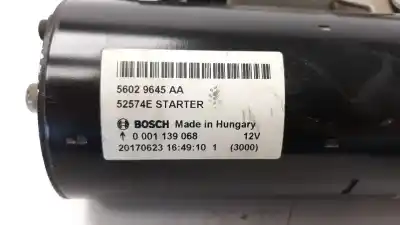 5602 9645 AA
52574E STARTER
BOSCH Made in Hungary
↑ 0 001 139 068 12V
20170623 16:49:10 1 (3000)